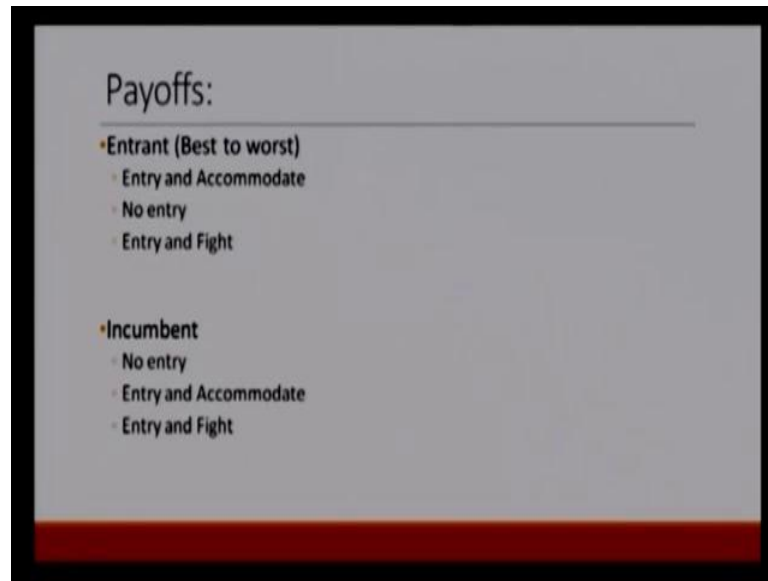 Payoffs:
•Entrant (Best to worst)
◦ Entry and Accommodate
◦ No entry
◦ Entry and Fight
•Incumbent
◦ No entry
◦ Entry and Accommodate
◦ Entry and Fight